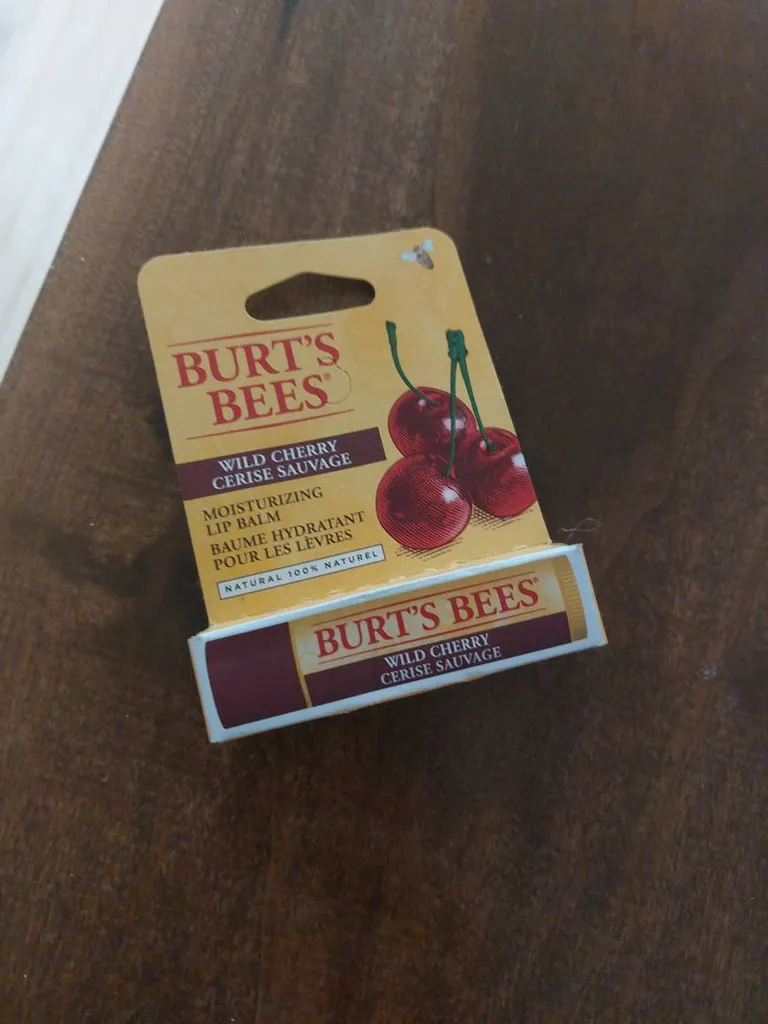 BURT'S
BEES®
WILD CHERRY
CERISE SAUVAGE
MOISTURIZING
LIP BALM
BAUME HYDRATANT
POUR LES LÈVRES
NATURAL 100% NATUREL
BURT'S BEES®
WILD CHERRY
CERISE SAUVAGE